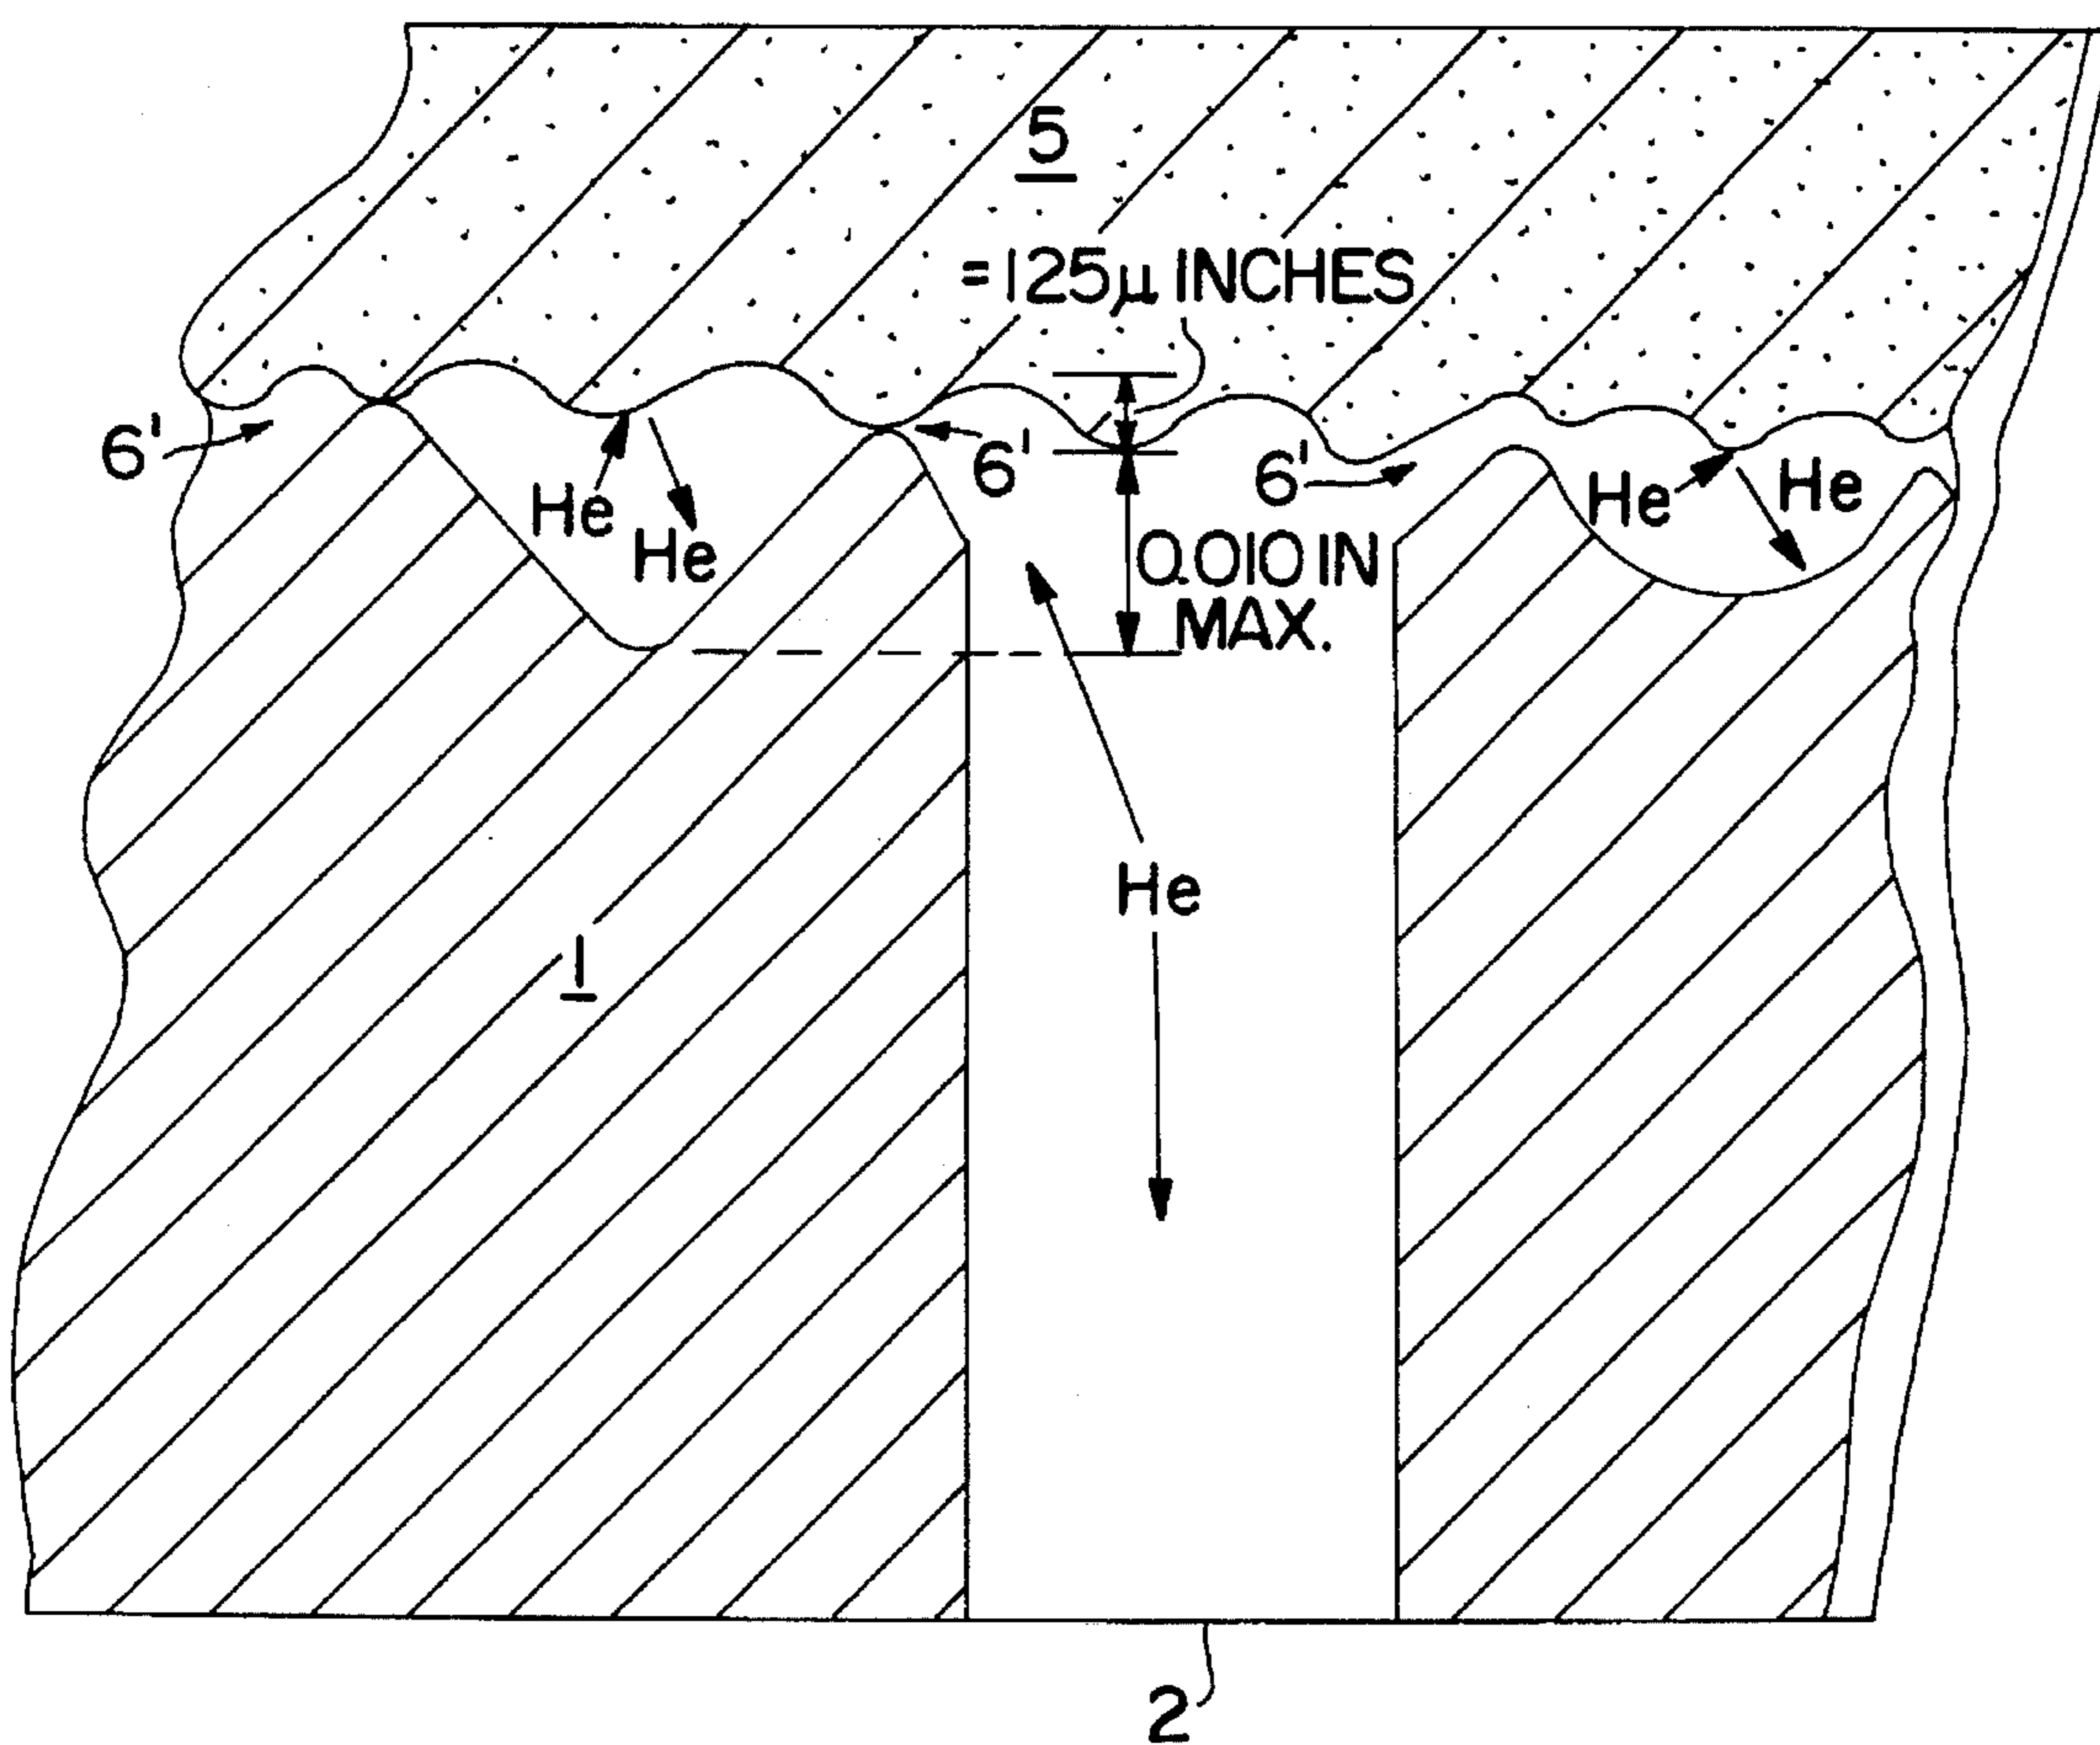 5
=125µ INCHES
6'
6'
6'
He
He
He
He
0.010 IN
MAX.
He
1
2